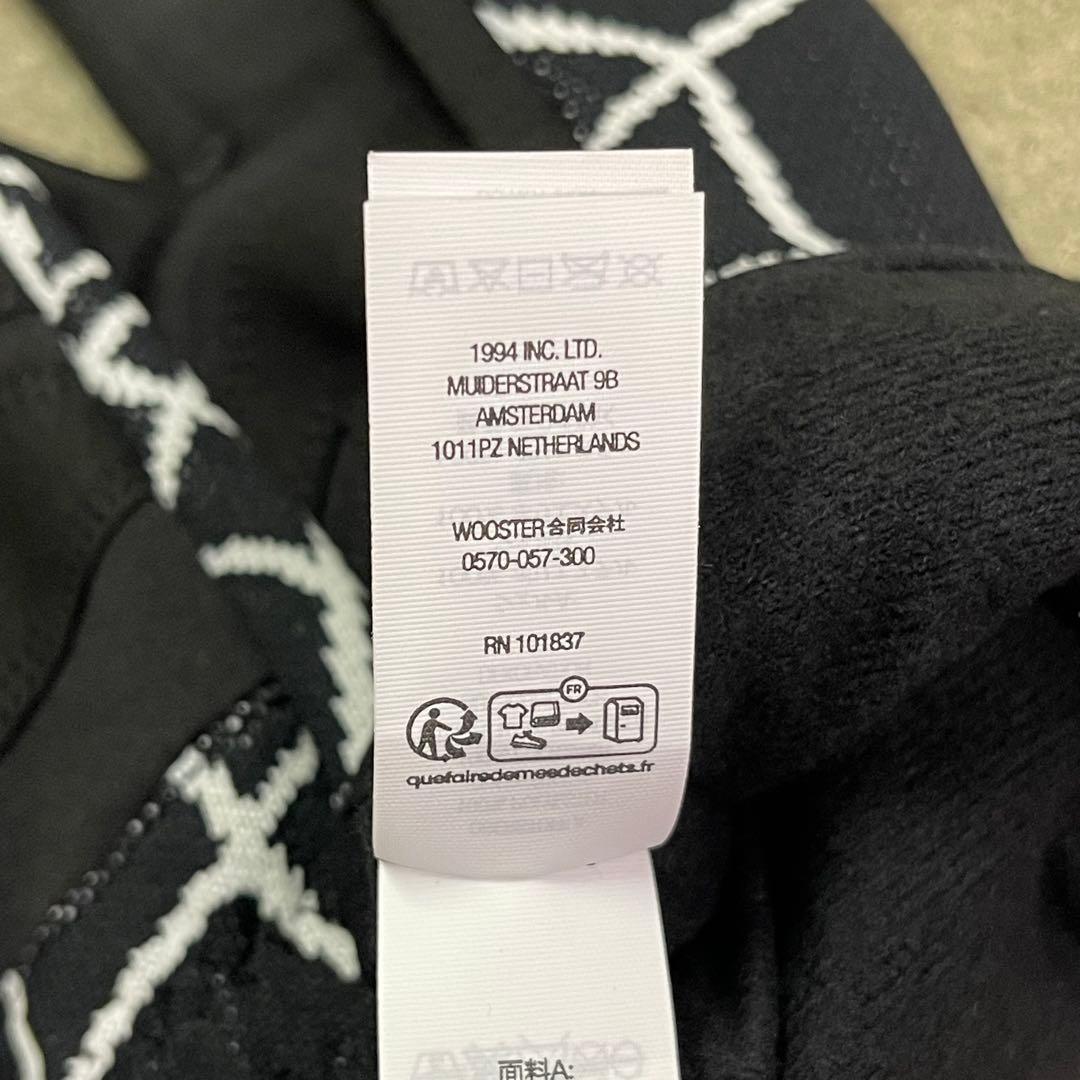 1994 INC. LTD.
MUIDERSTRAAT 9B
AMSTERDAM
1011PZ NETHERLANDS
WOOSTER合同会社
0570-057-300
RN 101837
FR
quefairedemesdechets.fr
面料A: